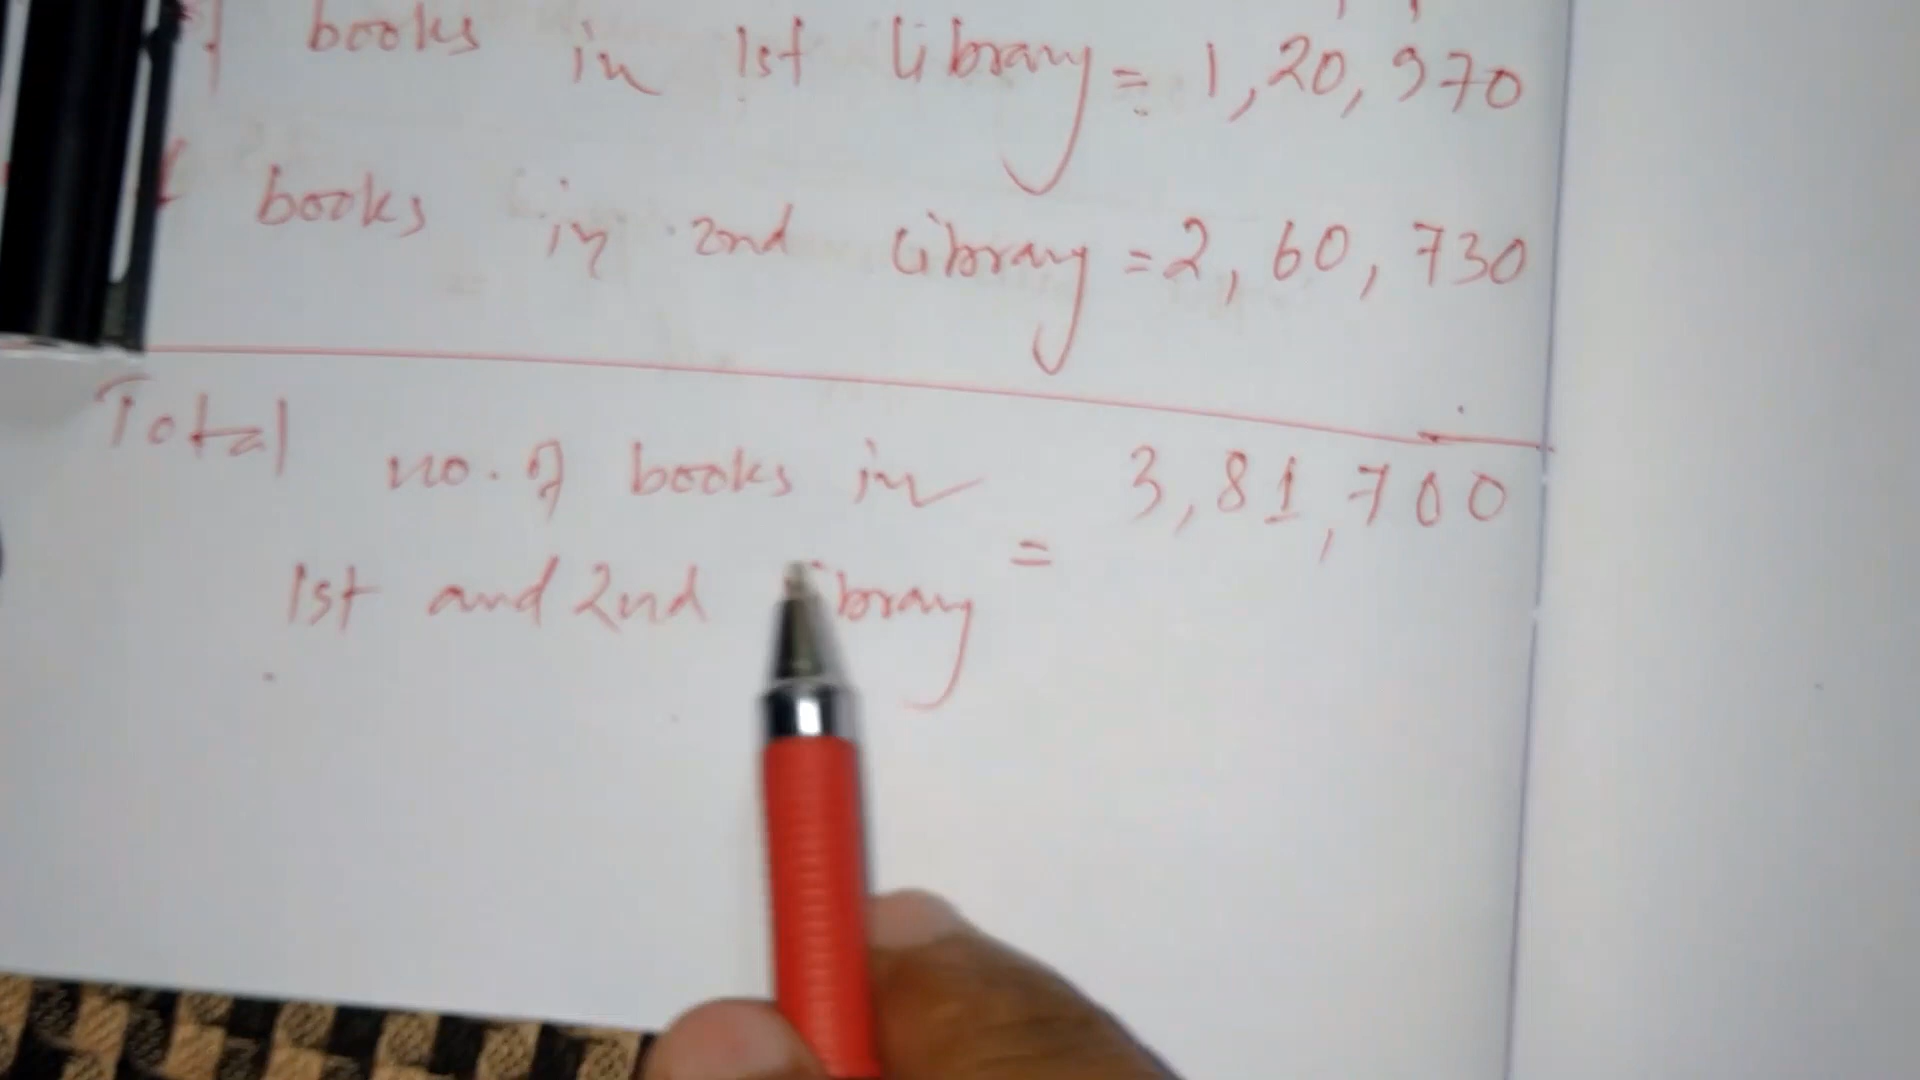 books in 1st library = 1,20,970
books in 2nd library = 2,60,730
Total no. of books in = 3,81,700
1st and 2nd library